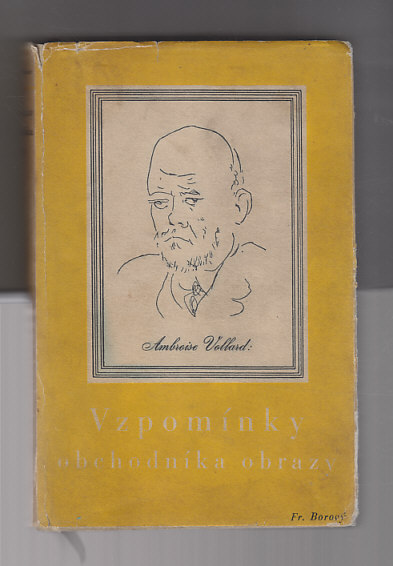 Ambroise Vollard:
Vzpomínky
obchodníka obrazy
Fr. Borový